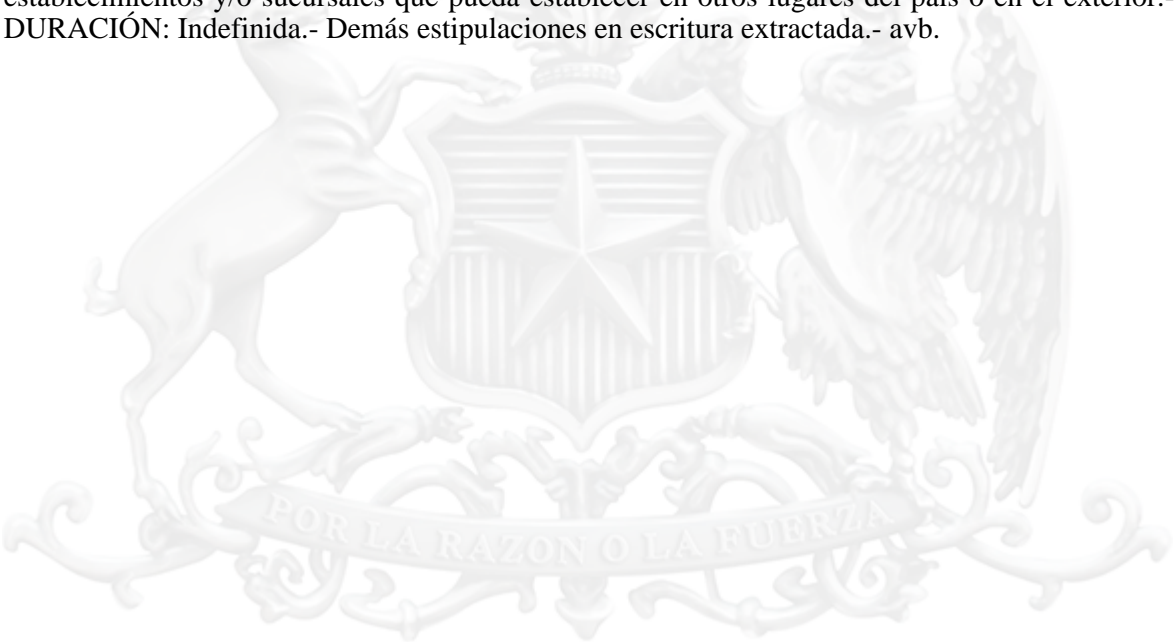 establecimientos y/o sucursales que pueda establecer en otros lugares del país o en el exterior.-
DURACIÓN: Indefinida.- Demás estipulaciones en escritura extractada.- avb.
POR LA RAZON O LA FUERZA